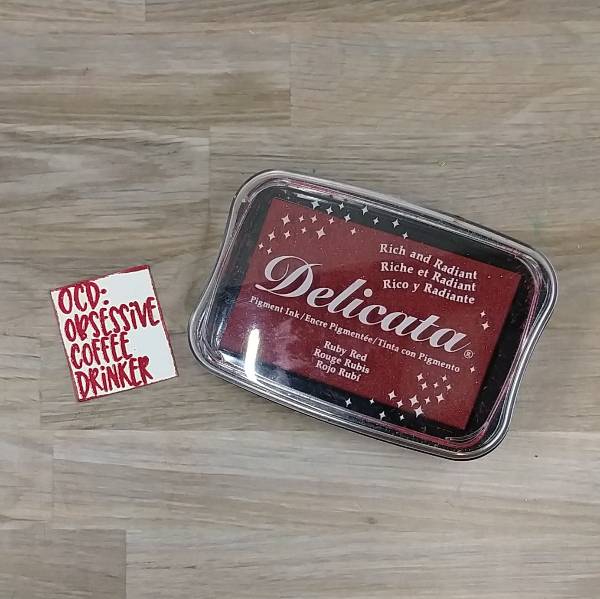 OCD:
OBSESSIVE
COFFEE
DRINKER
Rich and Radiant
Riche et Radiant
Rico y Radiante
Delicata®
Pigment Ink/Encre Pigmentée/Tinta con Pigmento
Ruby Red
Rouge Rubis
Rojo Rubí